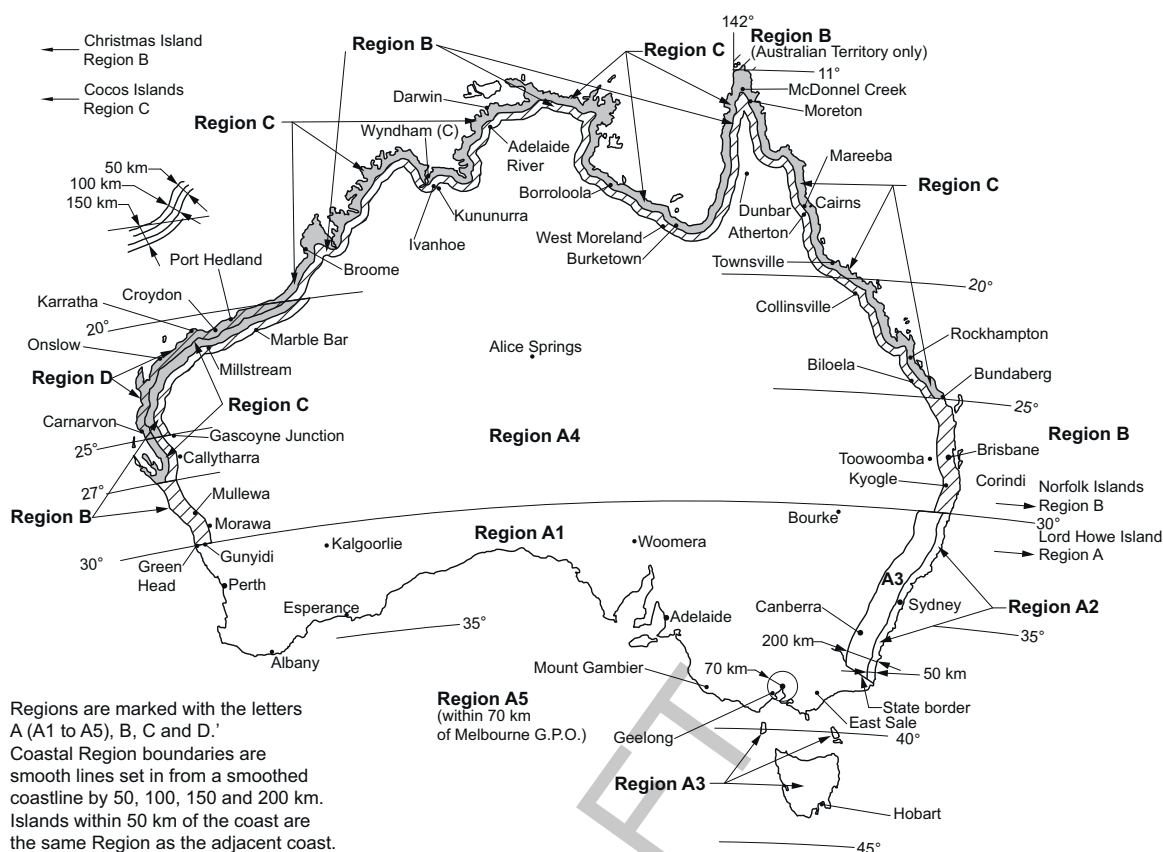 142°
Region B
(Australian Territory only)
11°
Christmas Island
Region B
Cocos Islands
Region C
Region B
Region C
McDonnel Creek
Moreton
Darwin
Region C
Wyndham (C)
Adelaide
River
Mareeba
Region C
50 km
100 km
150 km
Borroloola
Kununurra
Ivanhoe
Dunbar
Cairns
Atherton
West Moreland
Burketown
Port Hedland
Broome
Townsville
20°
Karratha
Croydon
20°
Collinsville
Onslow
Marble Bar
Alice Springs
Rockhampton
Region D
Millstream
Biloela
Bundaberg
Region C
25°
Carnarvon
25°
Gascoyne Junction
Region A4
Region B
Callytharra
Toowoomba
Brisbane
Kyogle
Corindi
Norfolk Islands
Region B
27°
Mullewa
Region B
Morawa
Bourke
30°
Lord Howe Island
Region A
30°
Green
Head
Gunyidi
Kalgoorlie
Region A1
Woomera
Perth
A3
Esperance
Adelaide
Canberra
Sydney
Region A2
35°
35°
Albany
200 km
Mount Gambier
70 km
50 km
State border
Region A5
(within 70 km
of Melbourne G.P.O.)
Geelong
East Sale
40°
Region A3
Hobart
45°
Regions are marked with the letters
A (A1 to A5), B, C and D.’
Coastal Region boundaries are
smooth lines set in from a smoothed
coastline by 50, 100, 150 and 200 km.
Islands within 50 km of the coast are
the same Region as the adjacent coast.